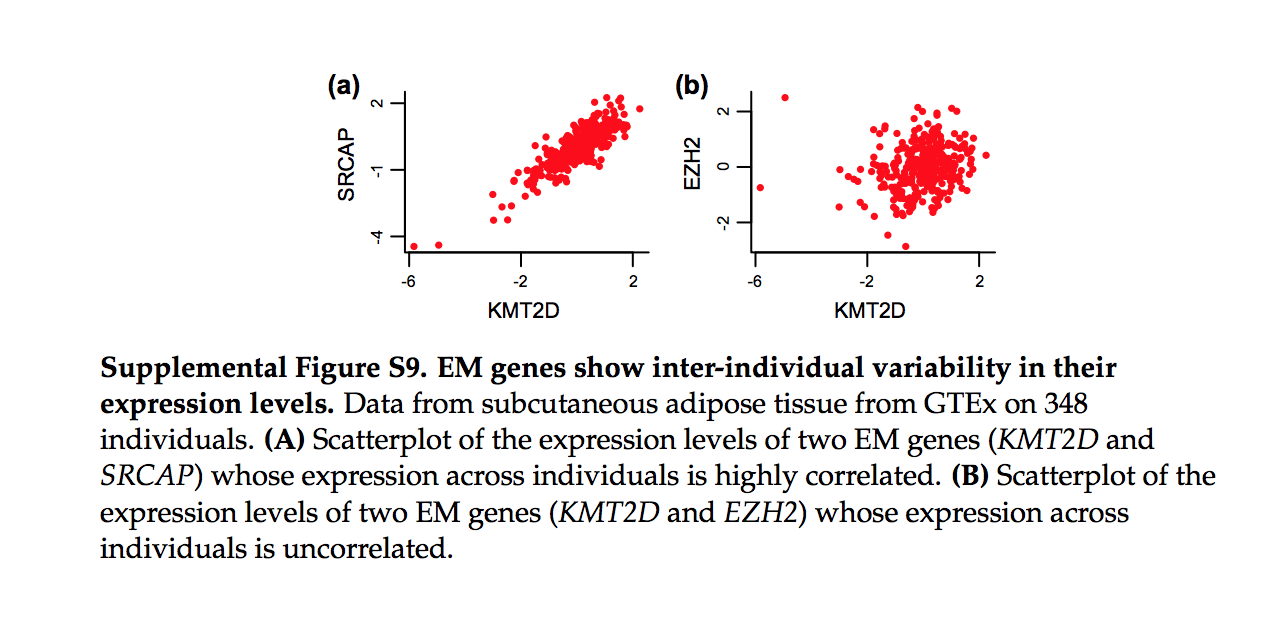 (a)
2
-1
-4
SRCAP
-6
-2
2
KMT2D
(b)
2
0
-2
EZH2
-6
-2
2
KMT2D
Supplemental Figure S9. EM genes show inter-individual variability in their
expression levels. Data from subcutaneous adipose tissue from GTEx on 348
individuals. (A) Scatterplot of the expression levels of two EM genes (KMT2D and
SRCAP) whose expression across individuals is highly correlated. (B) Scatterplot of the
expression levels of two EM genes (KMT2D and EZH2) whose expression across
individuals is uncorrelated.